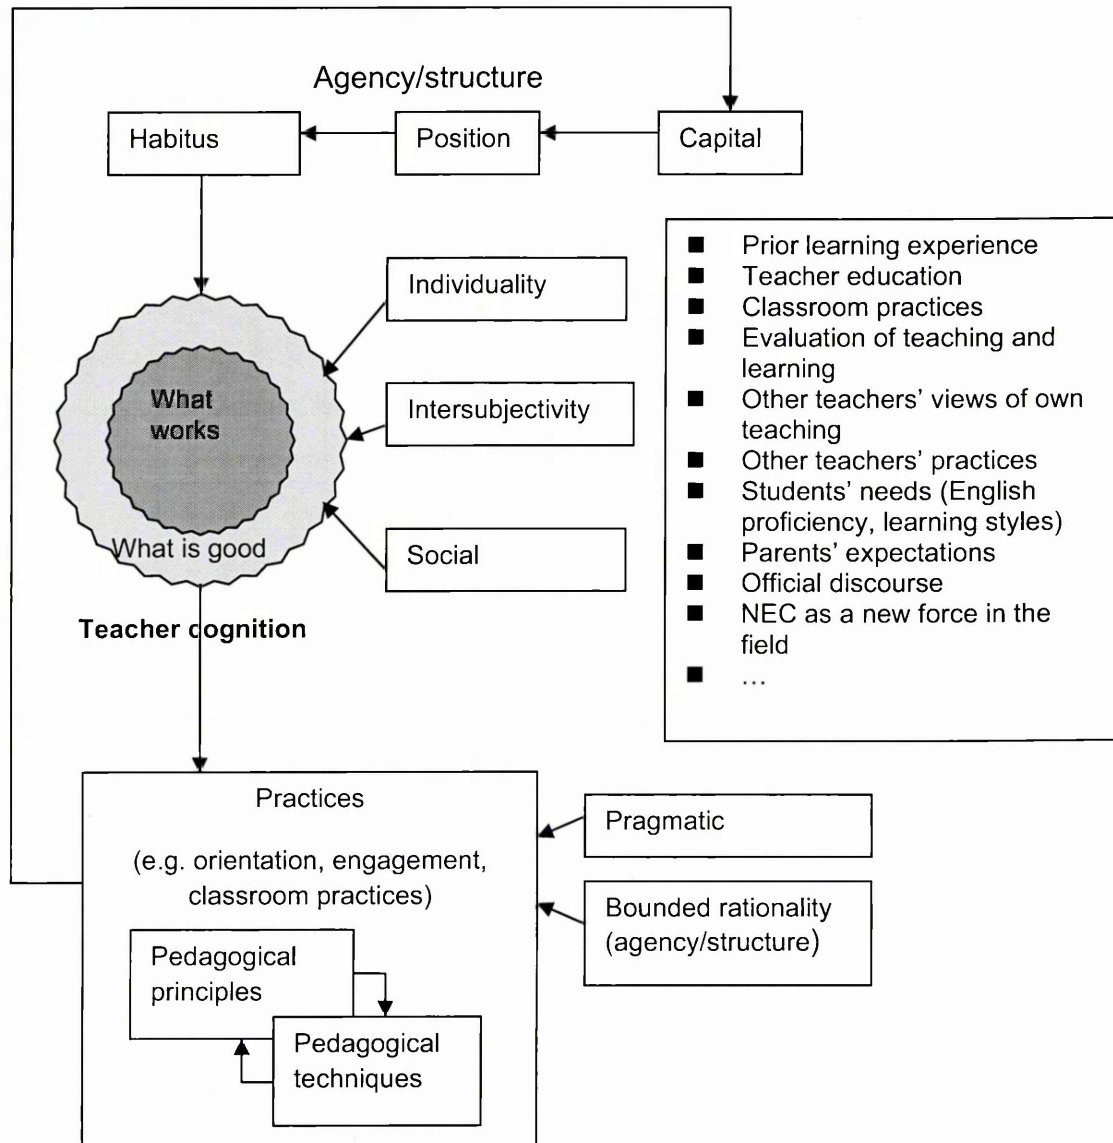 Agency/structure
Habitus
Position
Capital
Individuality
Intersubjectivity
Social
What
works
What is good
Teacher cognition
■ Prior learning experience
■ Teacher education
■ Classroom practices
■ Evaluation of teaching and
learning
■ Other teachers’ views of own
teaching
■ Other teachers’ practices
■ Students’ needs (English
proficiency, learning styles)
■ Parents’ expectations
■ Official discourse
■ NEC as a new force in the
field
■ …
Practices
(e.g. orientation, engagement,
classroom practices)
Pedagogical
principles
Pedagogical
techniques
Pragmatic
Bounded rationality
(agency/structure)